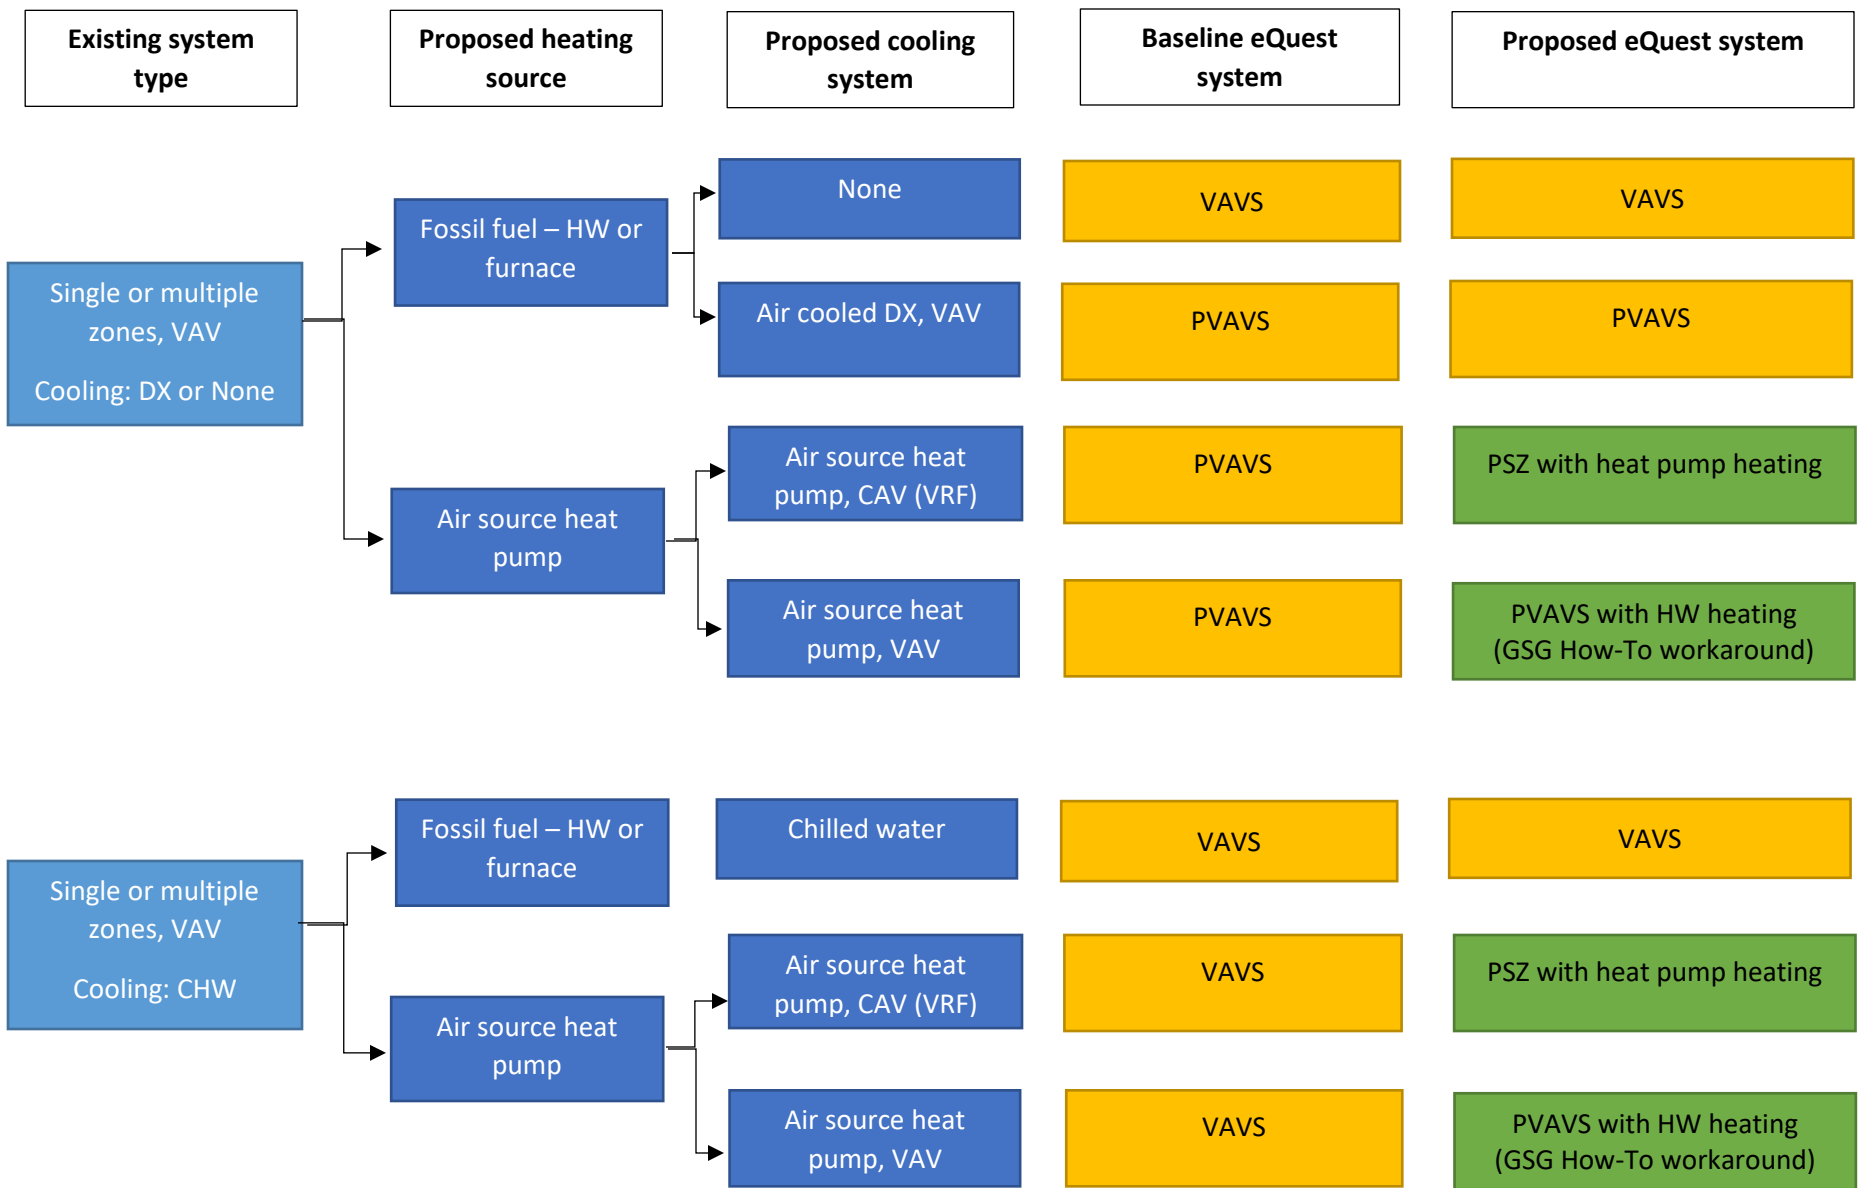 Existing system
type
Proposed heating
source
Proposed cooling
system
Baseline eQuest
system
Proposed eQuest system
Single or multiple
zones, VAV
Cooling: DX or None
Fossil fuel – HW or
furnace
None
VAVS
VAVS
Air cooled DX, VAV
PVAVS
PVAVS
Air source heat
pump
Air source heat
pump, CAV (VRF)
PVAVS
PSZ with heat pump heating
Air source heat
pump, VAV
PVAVS
PVAVS with HW heating
(GSG How-To workaround)
Single or multiple
zones, VAV
Cooling: CHW
Fossil fuel – HW or
furnace
Chilled water
VAVS
VAVS
Air source heat
pump
Air source heat
pump, CAV (VRF)
VAVS
PSZ with heat pump heating
Air source heat
pump, VAV
VAVS
PVAVS with HW heating
(GSG How-To workaround)